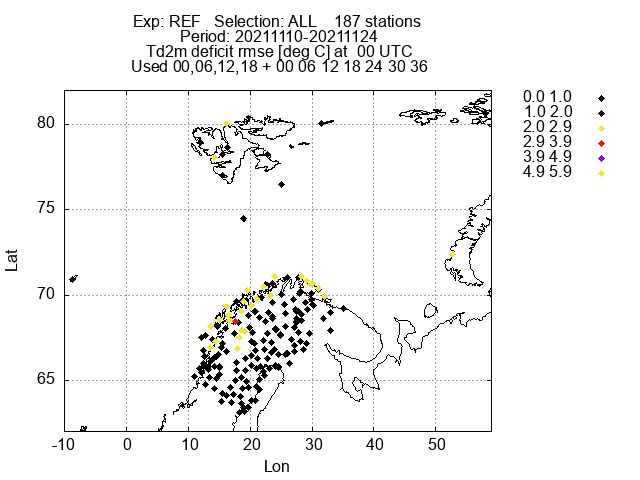 Exp: REF   Selection: ALL    187 stations
Period: 20211110-20211124
Td2m deficit rmse [deg C] at  00 UTC
Used 00,06,12,18 + 00 06 12 18 24 30 36
0.0 1.0
1.0 2.0
2.0 2.9
2.9 3.9
3.9 4.9
4.9 5.9
80
75
70
65
Lat
-10 0 10 20 30 40 50
Lon